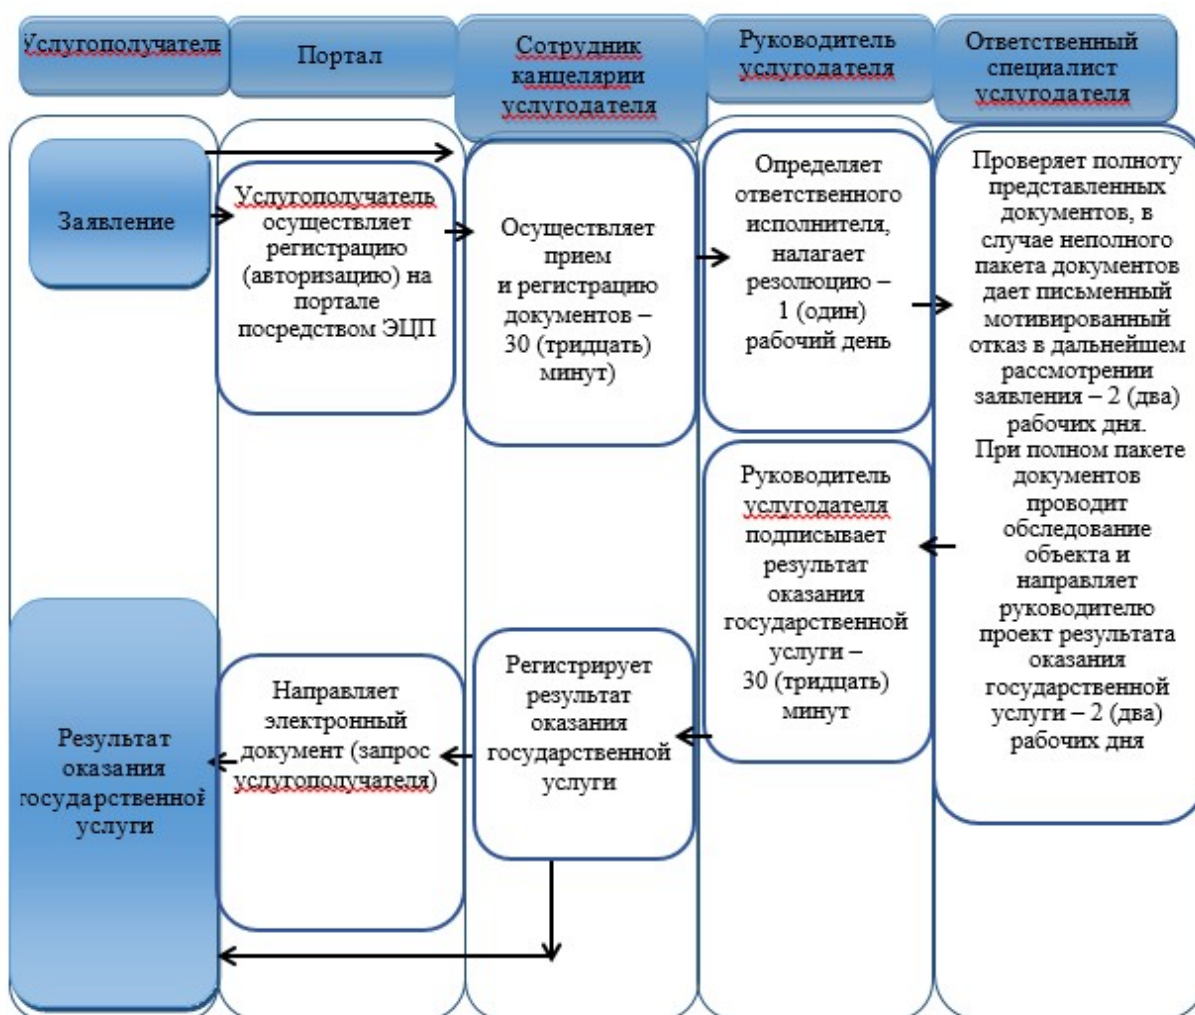 Услугополучатель
Портал
Сотрудник
канцелярии
услугодателя
Руководитель
услугодателя
Ответственный
специалист
услугодателя
Заявление
Услугополучатель
осуществляет
регистрацию
(авторизацию) на
портале
посредством ЭЦП
Осуществляет
прием
и регистрацию
документов –
30 (тридцать)
минут)
Определяет
ответственного
исполнителя,
налагает
резолюцию –
1 (один)
рабочий день
Проверяет полноту
представленных
документов, в
случае неполного
пакета документов
дает письменный
мотивированный
отказ в дальнейшем
рассмотрении
заявления – 2 (два)
рабочих дня.
При полном пакете
документов
проводит
обследование
объекта и
направляет
руководителю
проект результата
оказания
государственной
услуги – 2 (два)
рабочих дня
Руководитель
услугодателя
подписывает
результат
оказания
государственной
услуги –
30 (тридцать)
минут
Регистрирует
результат
оказания
государственной
услуги
Направляет
электронный
документ (запрос
услугополучателя)
Результат
оказания
государственной
услуги